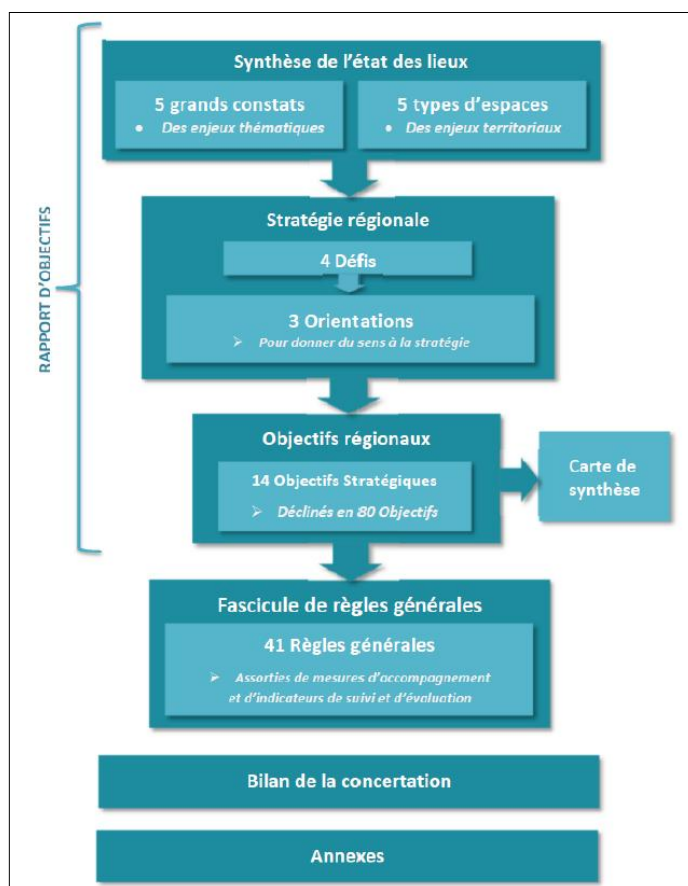 RAPPORT D'OBJECTIFS
Synthèse de l'état des lieux
5 grands constats
• Des enjeux thématiques
5 types d'espaces
• Des enjeux territoriaux
Stratégie régionale
4 Défis
3 Orientations
➢ Pour donner du sens à la stratégie
Objectifs régionaux
14 Objectifs Stratégiques
➢ Déclinés en 80 Objectifs
Carte de
synthèse
Fascicule de règles générales
41 Règles générales
➢ Assorties de mesures d'accompagnement
et d'indicateurs de suivi et d'évaluation
Bilan de la concertation
Annexes